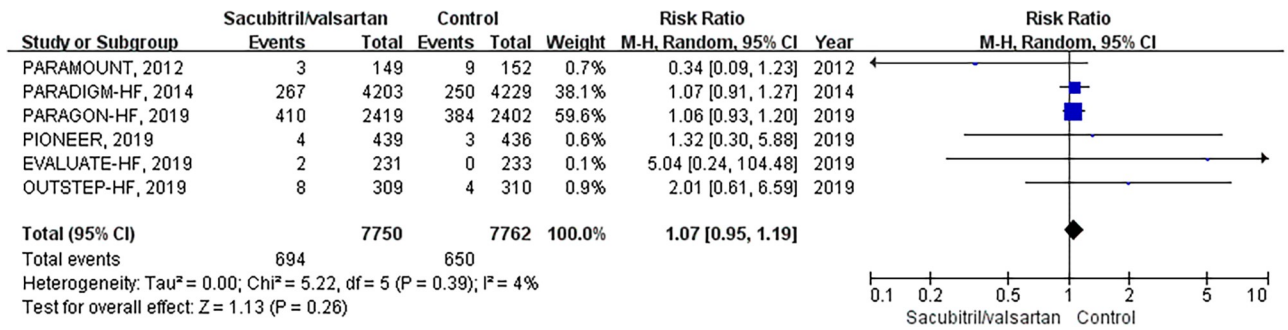 Sacubitril/valsartan Control Risk Ratio Risk Ratio
Study or Subgroup Events Total Events Total Weight M-H, Random, 95% CI Year M-H, Random, 95% CI
PARAMOUNT, 2012 3 149 9 152 0.7% 0.34 [0.09, 1.23] 2012
PARADIGM-HF, 2014 267 4203 250 4229 38.1% 1.07 [0.91, 1.27] 2014
PARAGON-HF, 2019 410 2419 384 2402 59.6% 1.06 [0.93, 1.20] 2019
PIONEER, 2019 4 439 3 436 0.6% 1.32 [0.30, 5.88] 2019
EVALUATE-HF, 2019 2 231 0 233 0.1% 5.04 [0.24, 104.48] 2019
OUTSTEP-HF, 2019 8 309 4 310 0.9% 2.01 [0.61, 6.59] 2019
Total (95% CI) 7750 7762 100.0% 1.07 [0.95, 1.19]
Total events 694 650
Heterogeneity: Tau² = 0.00; Chi² = 5.22, df = 5 (P = 0.39); I² = 4%
Test for overall effect: Z = 1.13 (P = 0.26)
0.1 0.2 0.5 1 2 5 10
Sacubitril/valsartan Control